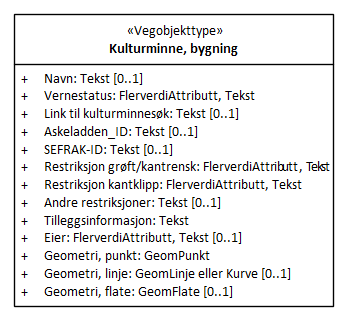 «Vegobjekttype»
Kulturminne, bygning
+ Navn: Tekst [0..1]
+ Vernestatus: FlerverdiAttributt, Tekst
+ Link til kulturminnesøk: Tekst [0..1]
+ Askeladden_ID: Tekst [0..1]
+ SEFRAK-ID: Tekst [0..1]
+ Restriksjon grøft/kantrensk: FlerverdiAttributt, Tekst
+ Restriksjon kantklipp: FlerverdiAttributt, Tekst
+ Andre restriksjoner: Tekst [0..1]
+ Tilleggsinformasjon: Tekst
+ Eier: FlerverdiAttributt, Tekst [0..1]
+ Geometri, punkt: GeomPunkt
+ Geometri, linje: GeomLinje eller Kurve [0..1]
+ Geometri, flate: GeomFlate [0..1]